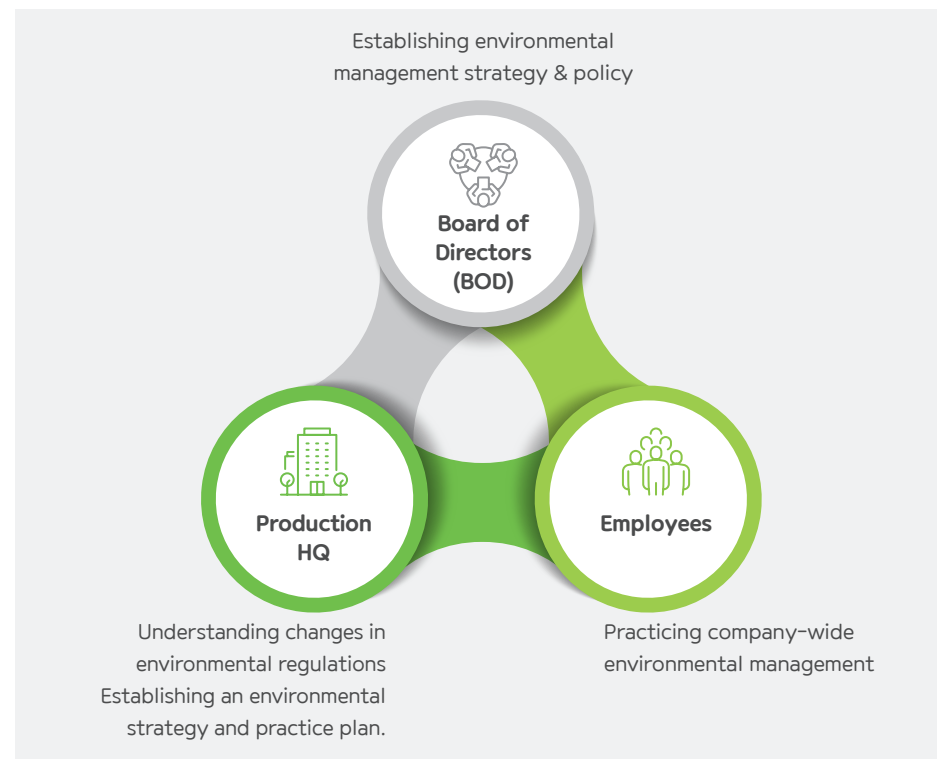 Establishing environmental
management strategy & policy
Board of
Directors
(BOD)
Production
HQ
Employees
Understanding changes in
environmental regulations
Establishing an environmental
strategy and practice plan.
Practicing company-wide
environmental management